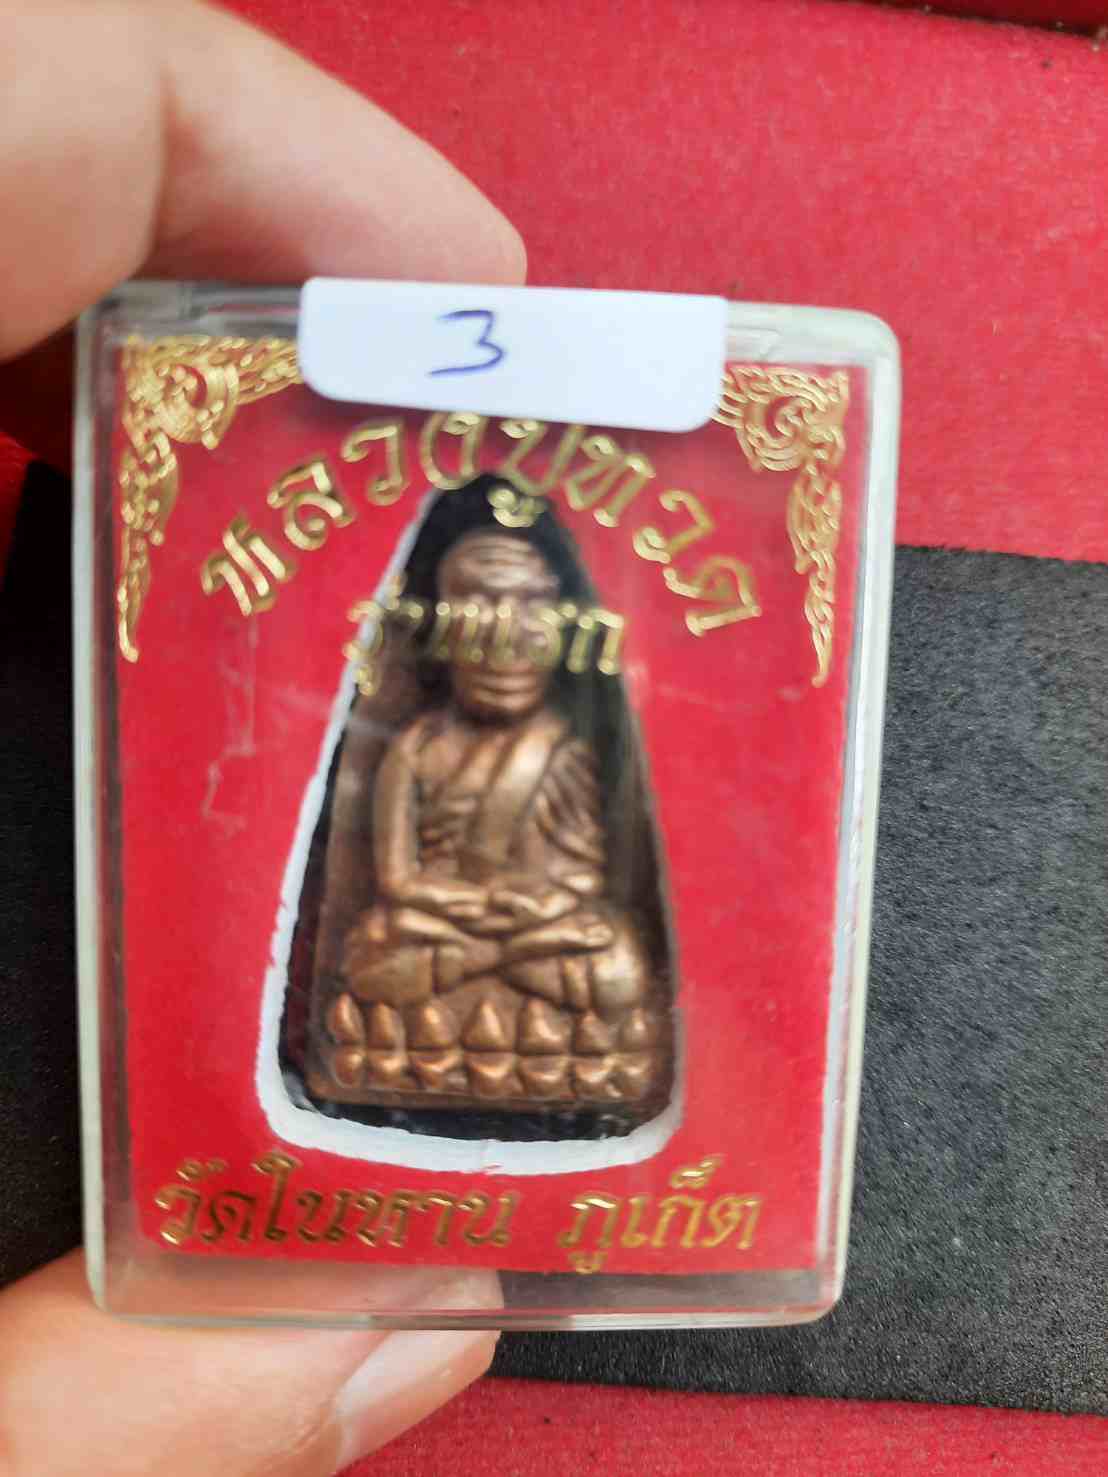 3
หลวงปู่ทวด
รุ่นแรก
วัดในหาน ภูเก็ต